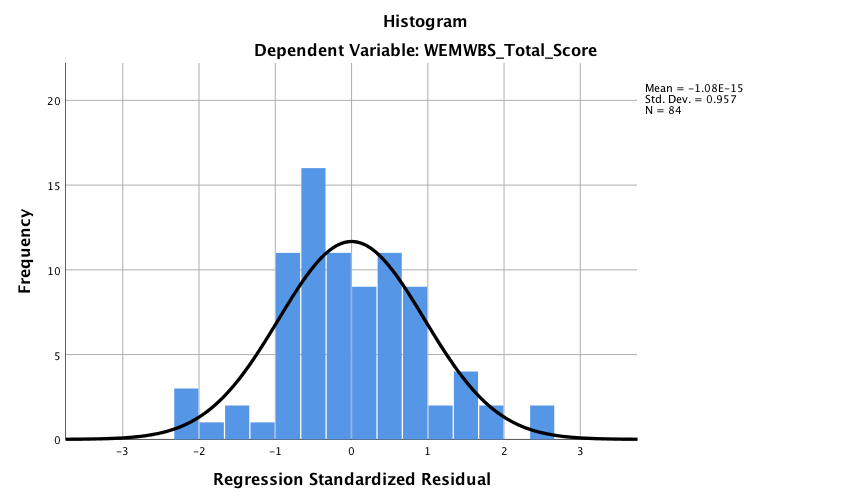 Histogram
Dependent Variable: WEMWBS_Total_Score
Mean = -1.08E-15
Std. Dev. = 0.957
N = 84
20
15
10
5
0
Frequency
-3 -2 -1 0 1 2 3
Regression Standardized Residual